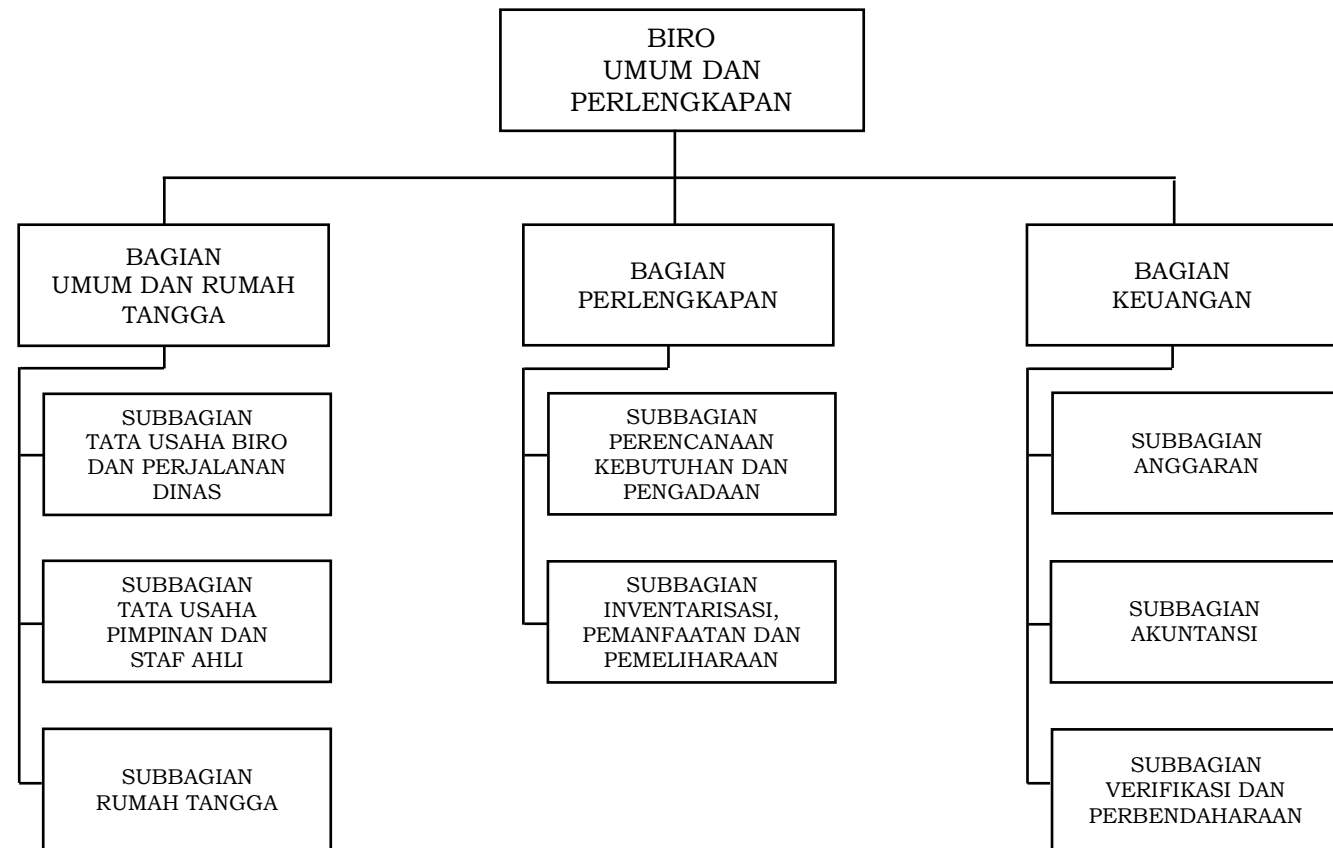 BIRO
UMUM DAN
PERLENGKAPAN
BAGIAN
UMUM DAN RUMAH
TANGGA
BAGIAN
PERLENGKAPAN
BAGIAN
KEUANGAN
SUBBAGIAN
TATA USAHA BIRO
DAN PERJALANAN
DINAS
SUBBAGIAN
PERENCANAAN
KEBUTUHAN DAN
PENGADAAN
SUBBAGIAN
ANGGARAN
SUBBAGIAN
TATA USAHA
PIMPINAN DAN
STAF AHLI
SUBBAGIAN
INVENTARISASI,
PEMANFAATAN DAN
PEMELIHARAAN
SUBBAGIAN
AKUNTANSI
SUBBAGIAN
RUMAH TANGGA
SUBBAGIAN
VERIFIKASI DAN
PERBENDAHARAAN